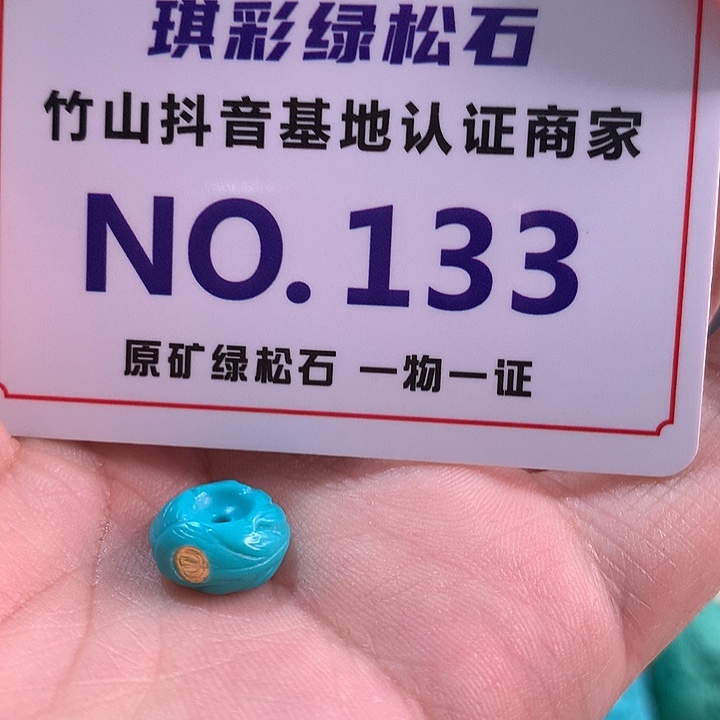 琪彩绿松石
竹山抖音基地认证商家
NO.133
原矿绿松石 一物一证